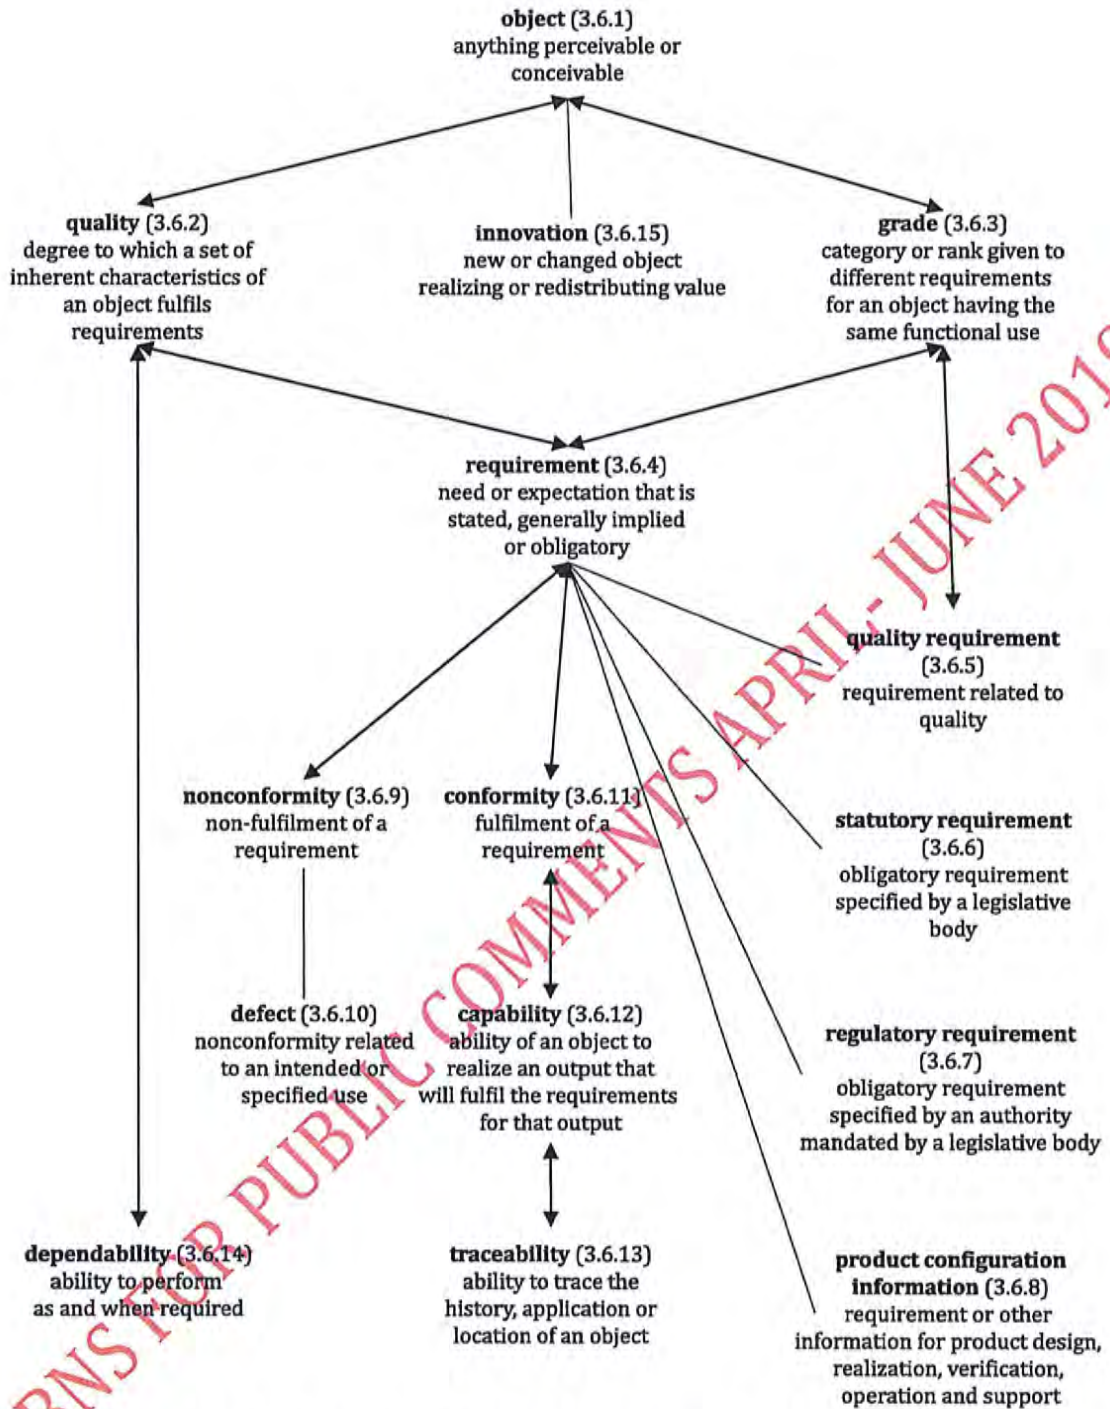 object (3.6.1)
anything perceivable or
conceivable
quality (3.6.2)
degree to which a set of
inherent characteristics of
an object fulfils
requirements
innovation (3.6.15)
new or changed object
realizing or redistributing value
grade (3.6.3)
category or rank given to
different requirements
for an object having the
same functional use
requirement (3.6.4)
need or expectation that is
stated, generally implied
or obligatory
quality requirement
(3.6.5)
requirement related to
quality
nonconformity (3.6.9)
non-fulfilment of a
requirement
conformity (3.6.11)
fulfilment of a
requirement
statutory requirement
(3.6.6)
obligatory requirement
specified by a legislative
body
defect (3.6.10)
nonconformity related
to an intended or
specified use
capability (3.6.12)
ability of an object to
realize an output that
will fulfil the requirements
for that output
regulatory requirement
(3.6.7)
obligatory requirement
specified by an authority
mandated by a legislative body
dependability (3.6.14)
ability to perform
as and when required
traceability (3.6.13)
ability to trace the
history, application or
location of an object
product configuration
information (3.6.8)
requirement or other
information for product design,
realization, verification,
operation and support
RBNS FOR PUBLIC COMMENTS APRIL- JUNE 201